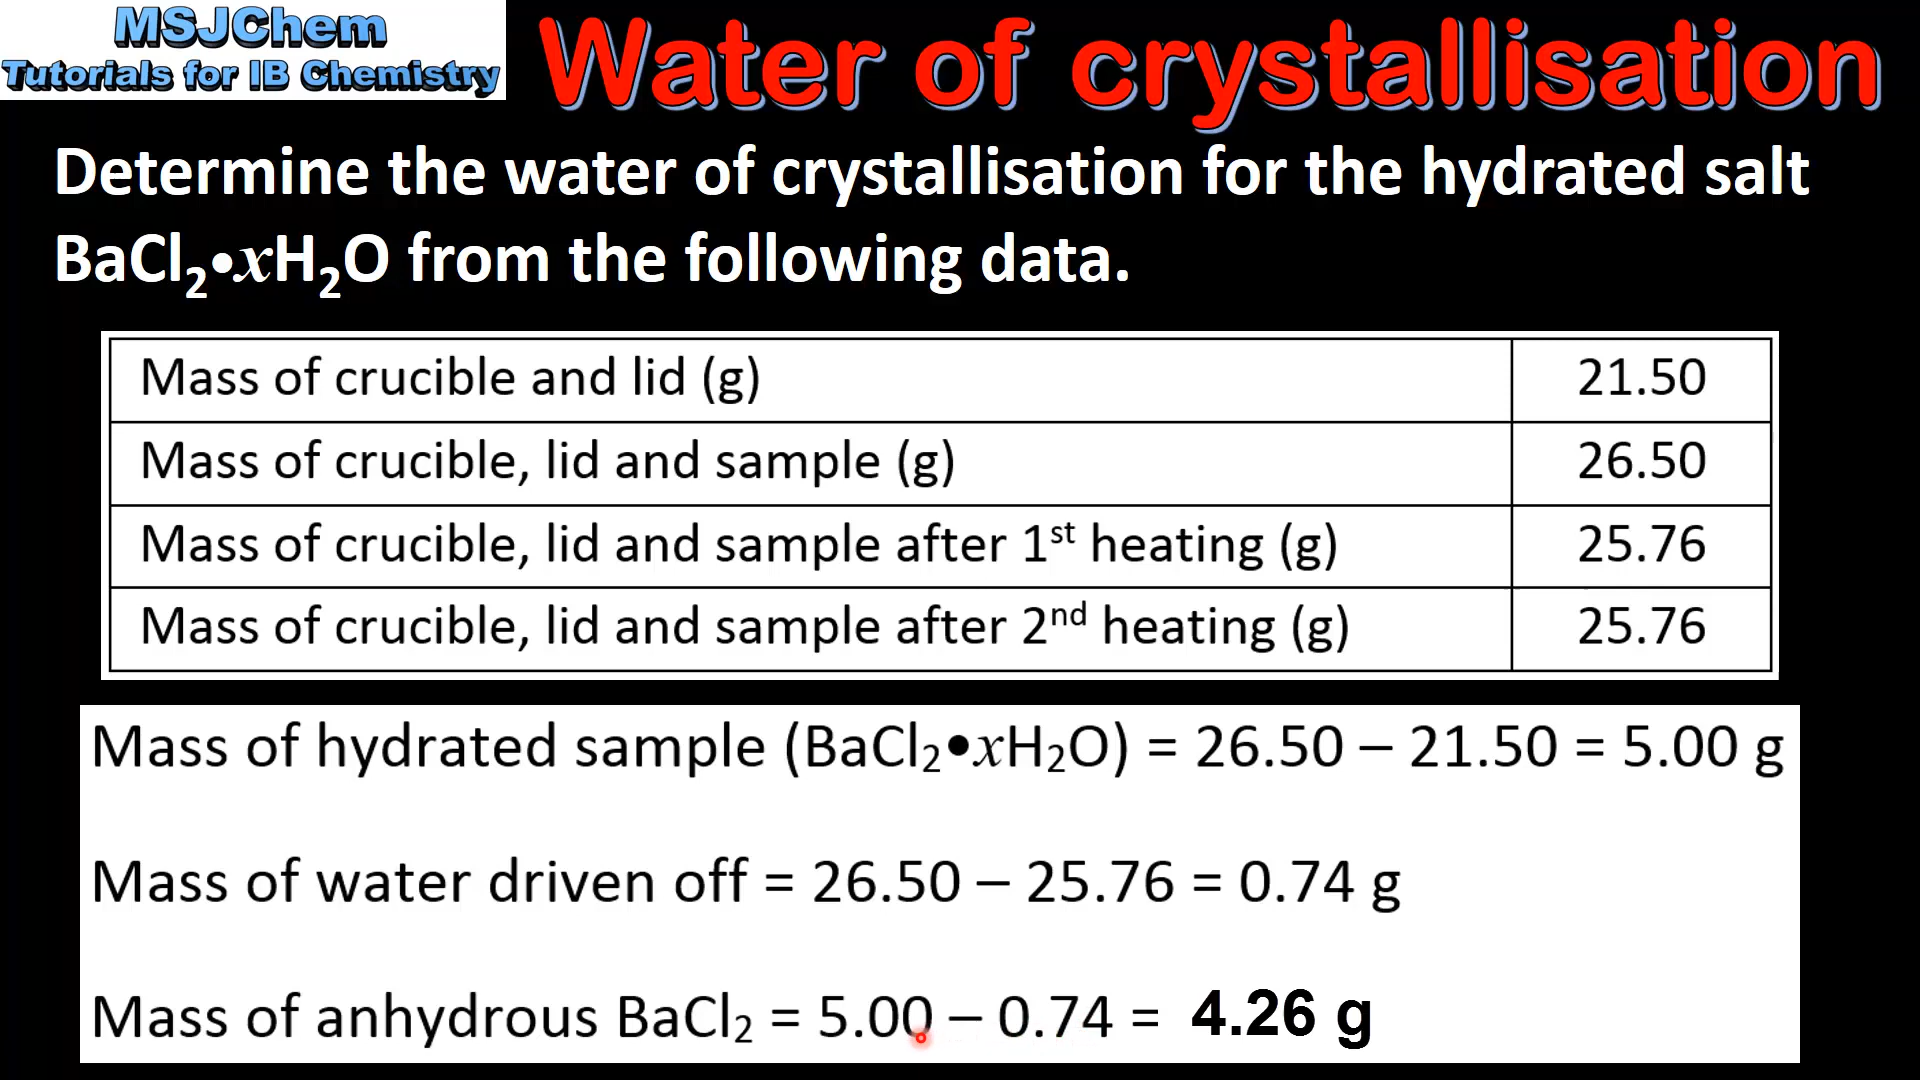 MSJChem
Tutorials for IB Chemistry
Water of crystallisation
Determine the water of crystallisation for the hydrated salt
BaCl₂•xH₂O from the following data.
Mass of crucible and lid (g) 21.50
Mass of crucible, lid and sample (g) 26.50
Mass of crucible, lid and sample after 1ˢᵗ heating (g) 25.76
Mass of crucible, lid and sample after 2ⁿᵈ heating (g) 25.76
Mass of hydrated sample (BaCl₂•xH₂O) = 26.50 – 21.50 = 5.00 g
Mass of water driven off = 26.50 – 25.76 = 0.74 g
Mass of anhydrous BaCl₂ = 5.00 – 0.74 = 4.26 g